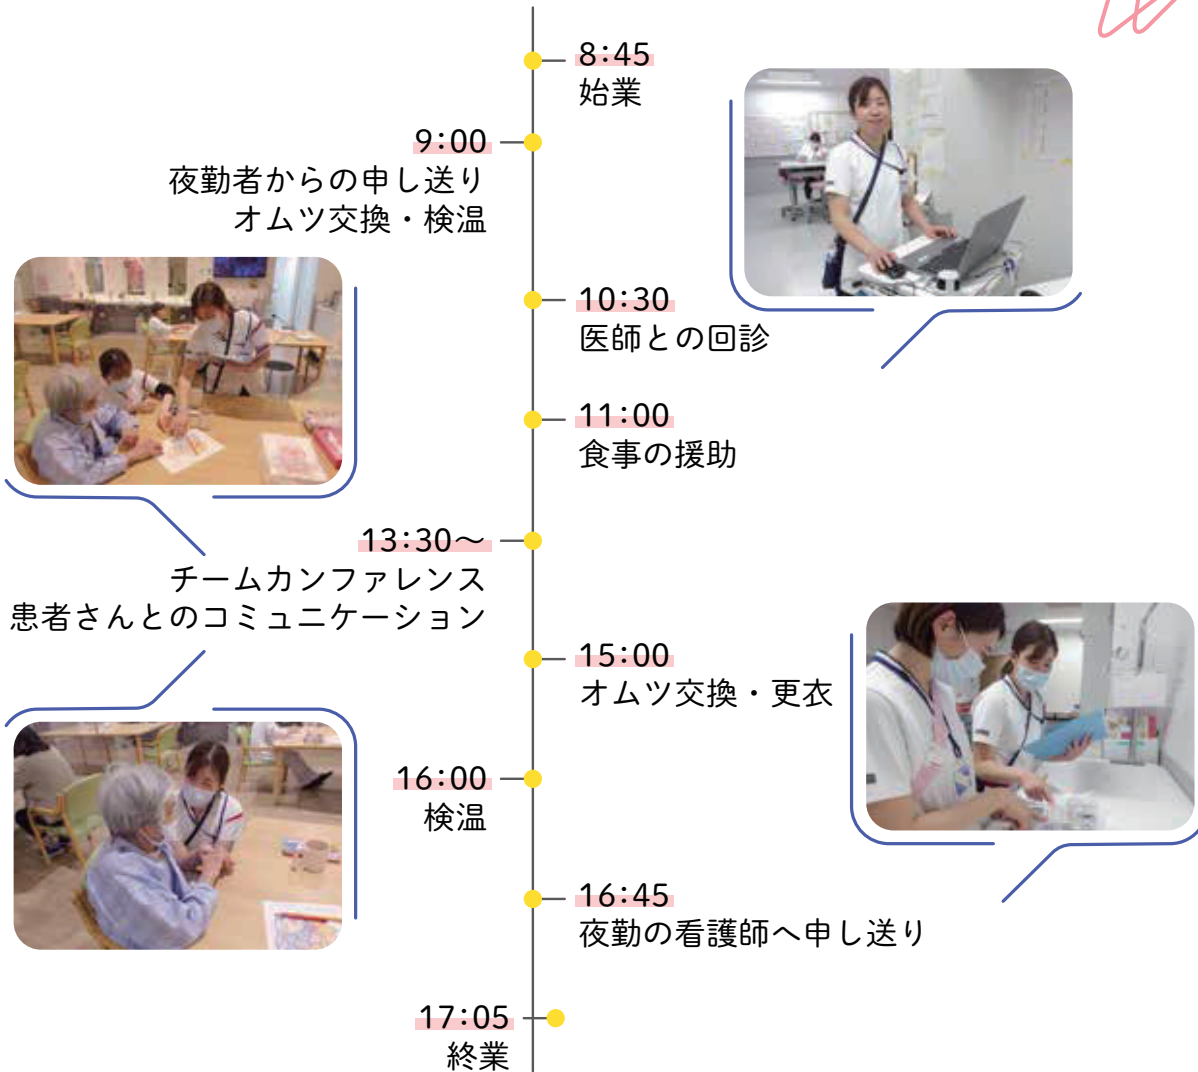 8:45
始業
9:00
夜勤者からの申し送り
オムツ交換・検温
10:30
医師との回診
11:00
食事の援助
13:30〜
チームカンファレンス
患者さんとのコミュニケーション
15:00
オムツ交換・更衣
16:00
検温
16:45
夜勤の看護師へ申し送り
17:05
終業